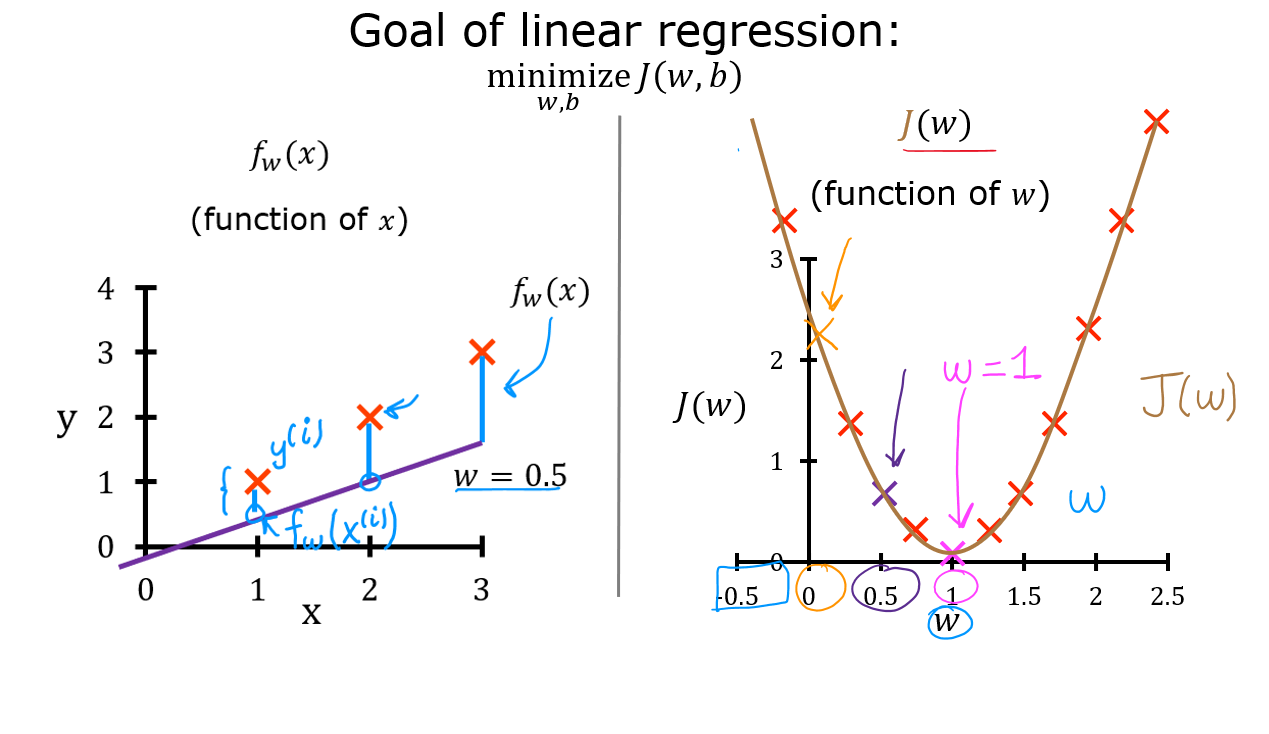 Goal of linear regression:
minimize J(w, b)
w,b
f_w(x)
(function of x)
4
3
2
1
0
y
0 1 2 3
x
f_w(x)
y^(i)
{
f_w(x^(i))
w = 0.5
J(w)
(function of w)
3
2
1
0
J(w)
w=1
J(w)
w
-0.5 0 0.5 1 1.5 2 2.5
w